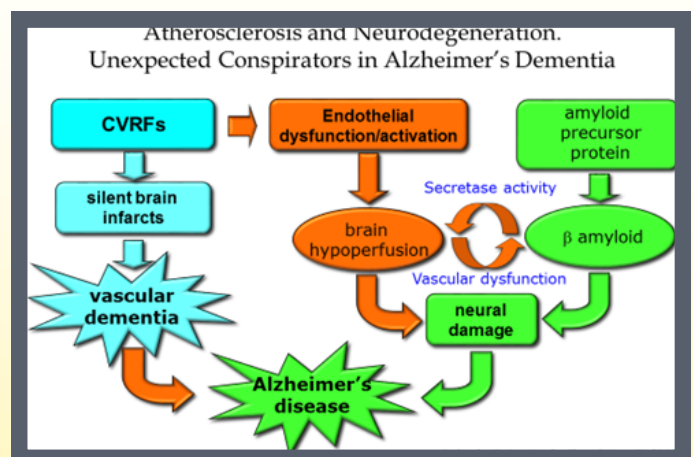 Atherosclerosis and Neurodegeneration.
Unexpected Conspirators in Alzheimer's Dementia
CVRFs
Endothelial
dysfunction/activation
amyloid
precursor
protein
silent brain
infarcts
Secretase activity
brain
hypoperfusion
β amyloid
Vascular dysfunction
vascular
dementia
neural
damage
Alzheimer's
disease